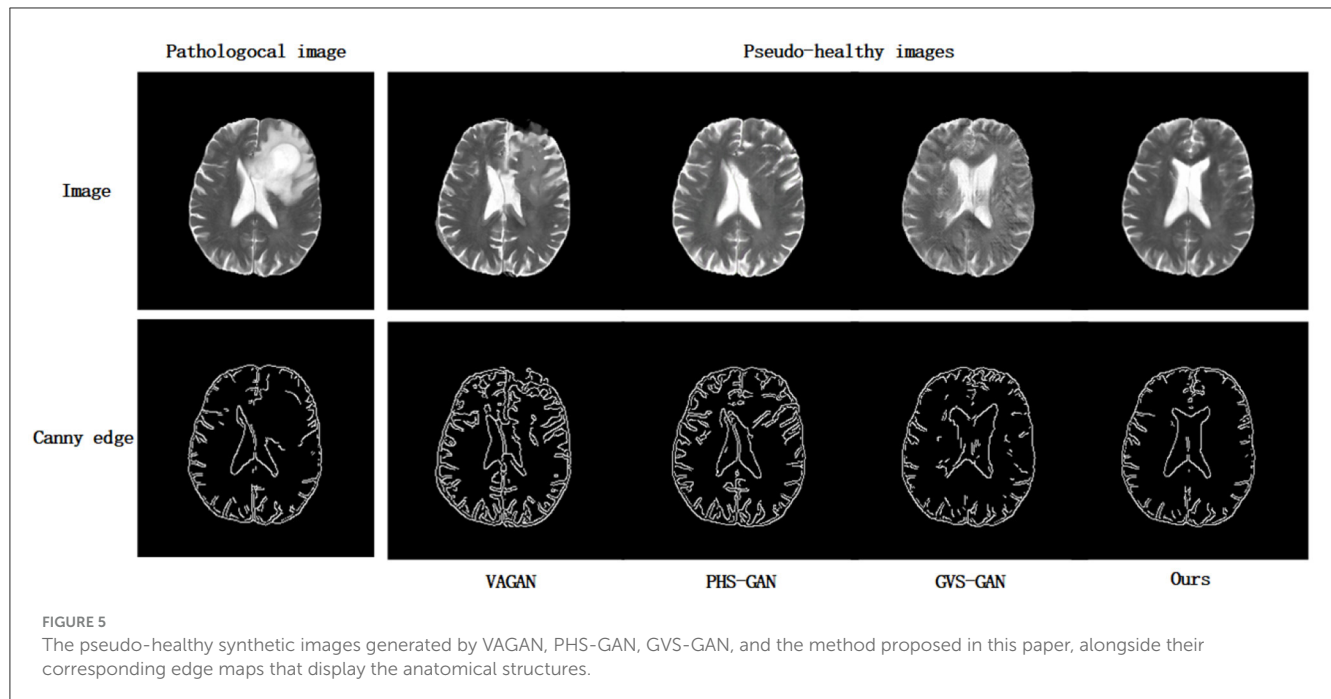 Pathologocal image
Pseudo-healthy images
Image
Canny edge
VAGAN
PHS-GAN
GVS-GAN
Ours
FIGURE 5
The pseudo-healthy synthetic images generated by VAGAN, PHS-GAN, GVS-GAN, and the method proposed in this paper, alongside their
corresponding edge maps that display the anatomical structures.